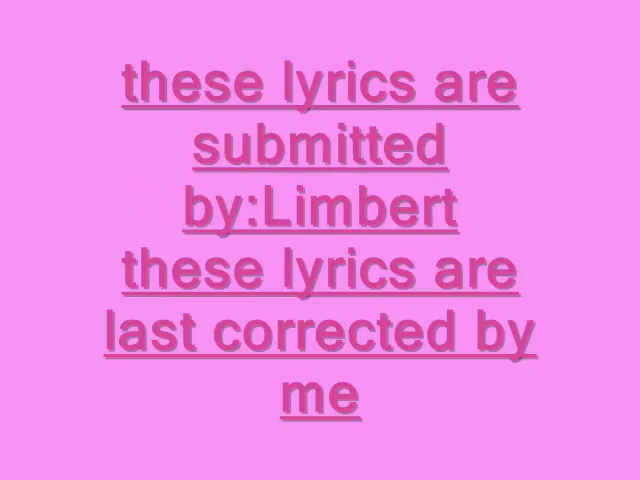 these lyrics are
submitted
by:Limbert
these lyrics are
last corrected by
me